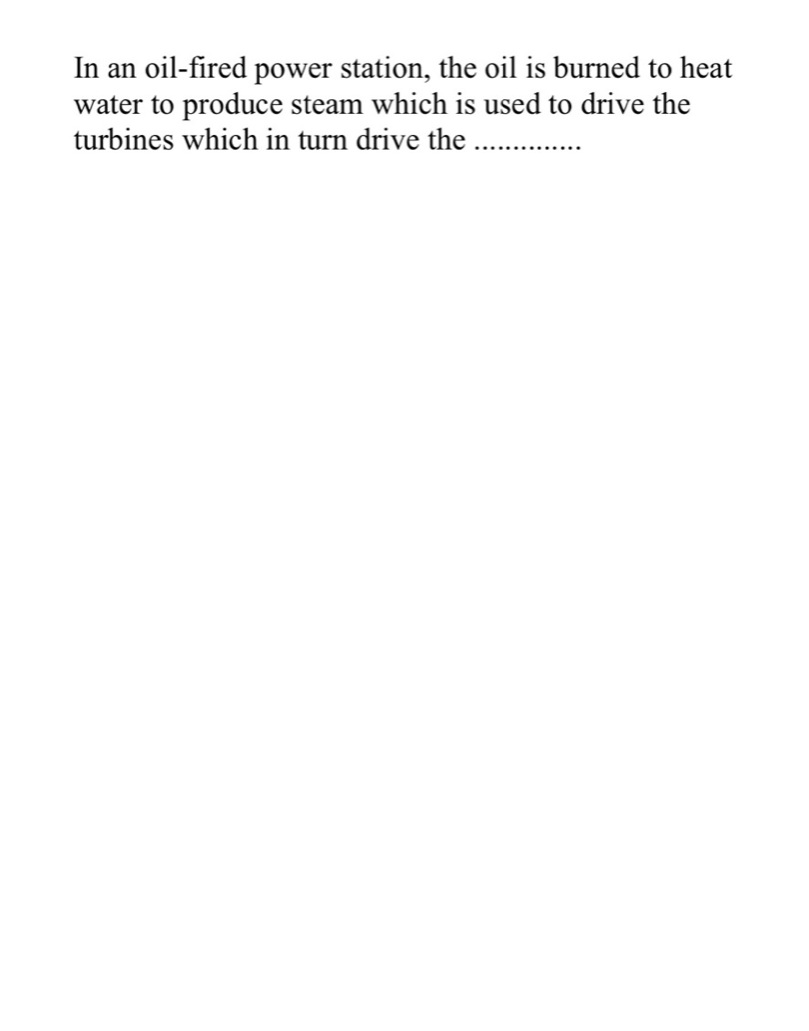 In an oil-fired power station, the oil is burned to heat
water to produce steam which is used to drive the
turbines which in turn drive the ..............